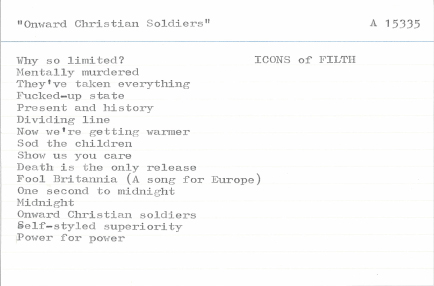 "Onward Christian Soldiers" A 15335
Why so limited? ICONS of FILTH
Mentally murdered
They've taken everything
Fucked-up state
Present and history
Dividing line
Now we're getting warmer
Sod the children
Show us you care
Death is the only release
Fool Britannia (A song for Europe)
One second to midnight
Midnight
Onward Christian soldiers
Self-styled superiority
Power for power